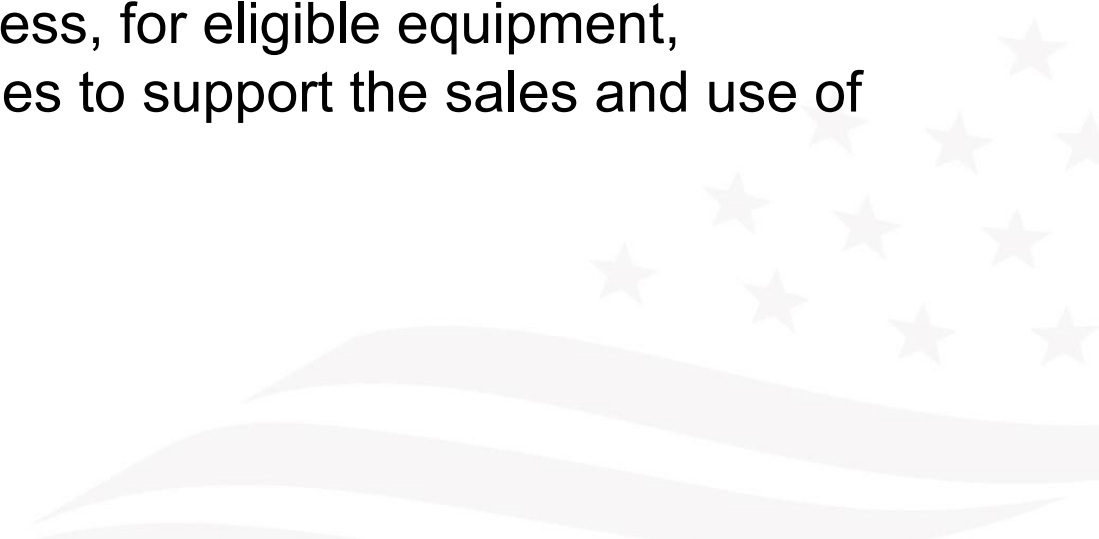 ess, for eligible equipment,
es to support the sales and use of